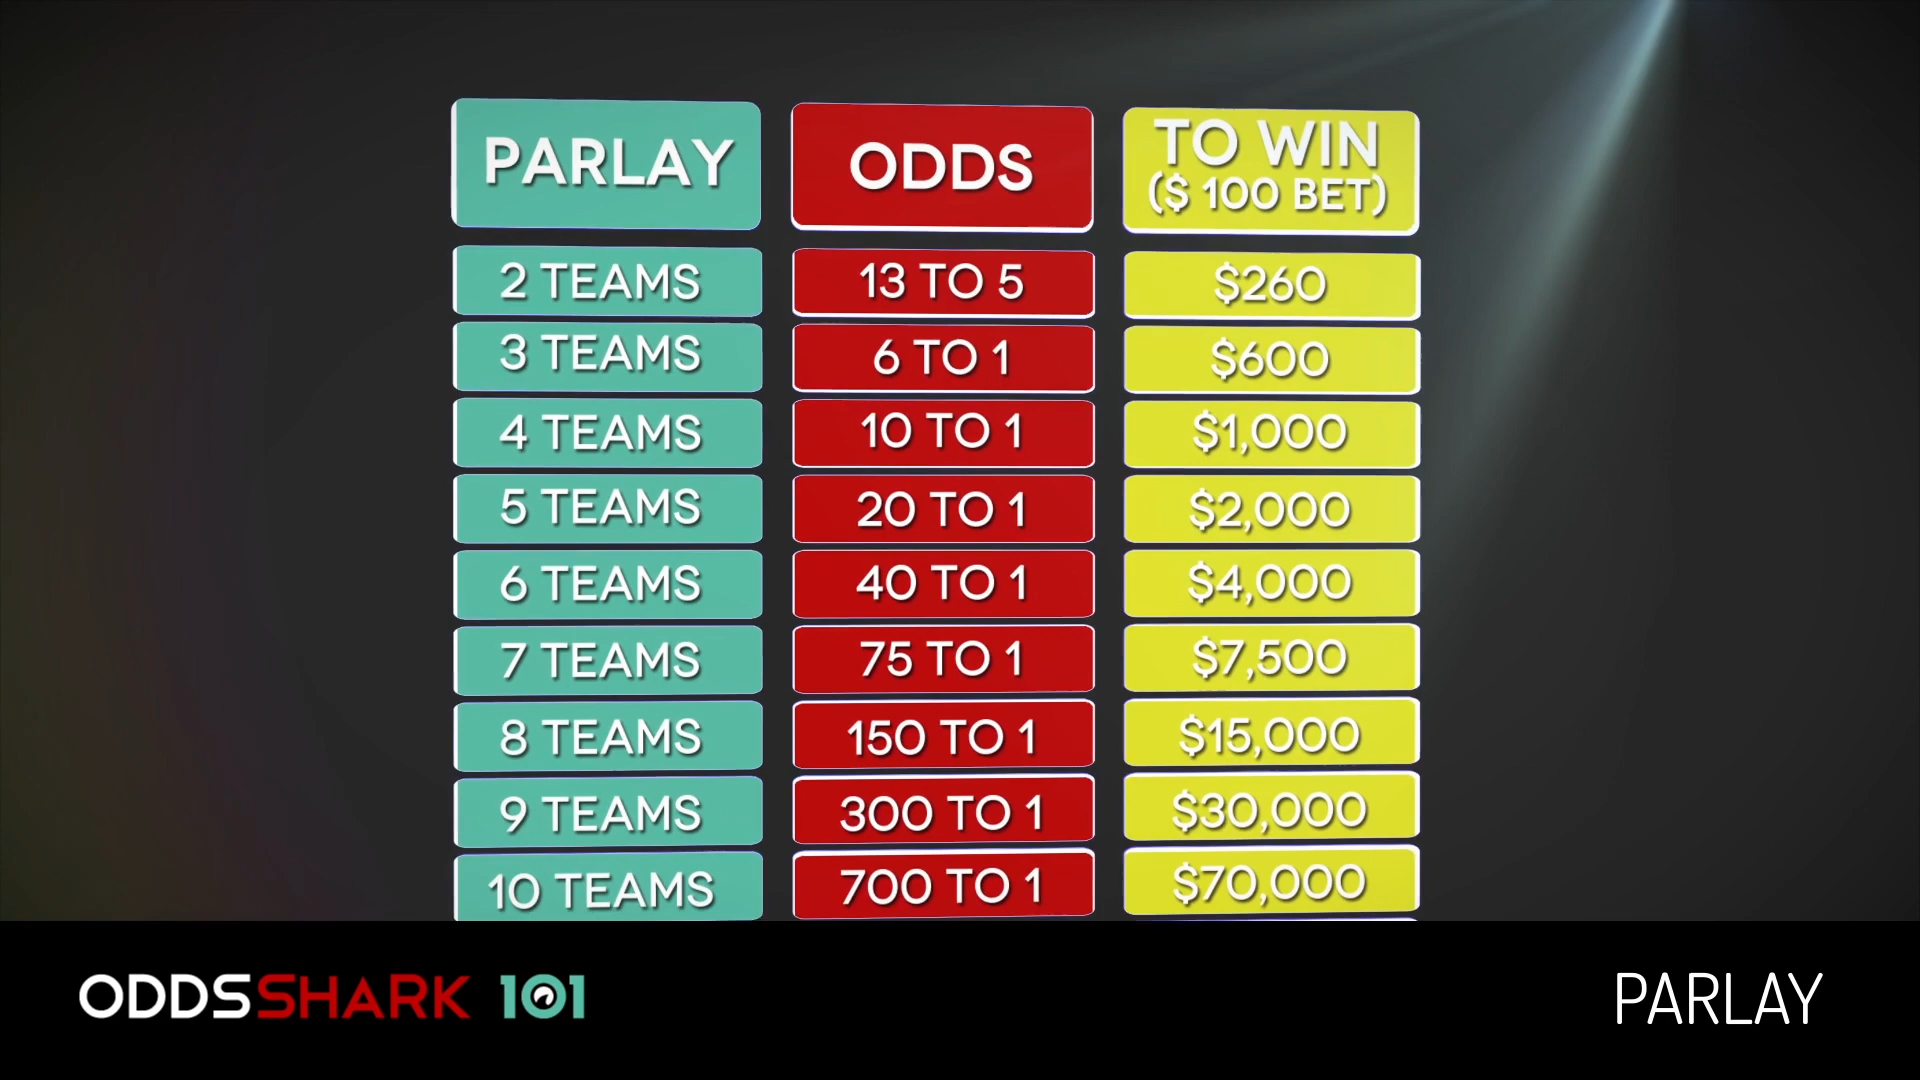 PARLAY ODDS TO WIN
($ 100 BET)
2 TEAMS 13 TO 5 $260
3 TEAMS 6 TO 1 $600
4 TEAMS 10 TO 1 $1,000
5 TEAMS 20 TO 1 $2,000
6 TEAMS 40 TO 1 $4,000
7 TEAMS 75 TO 1 $7,500
8 TEAMS 150 TO 1 $15,000
9 TEAMS 300 TO 1 $30,000
10 TEAMS 700 TO 1 $70,000
ODDSSHARK 101 PARLAY